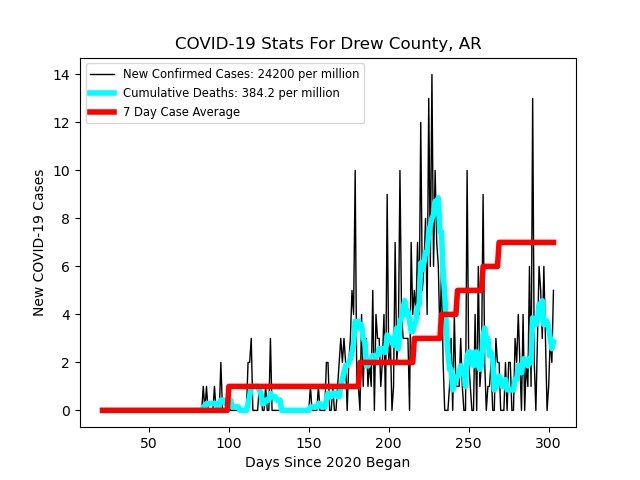 COVID-19 Stats For Drew County, AR
New Confirmed Cases: 24200 per million
Cumulative Deaths: 384.2 per million
7 Day Case Average
New COVID-19 Cases
14
12
10
8
6
4
2
0
50 100 150 200 250 300
Days Since 2020 Began